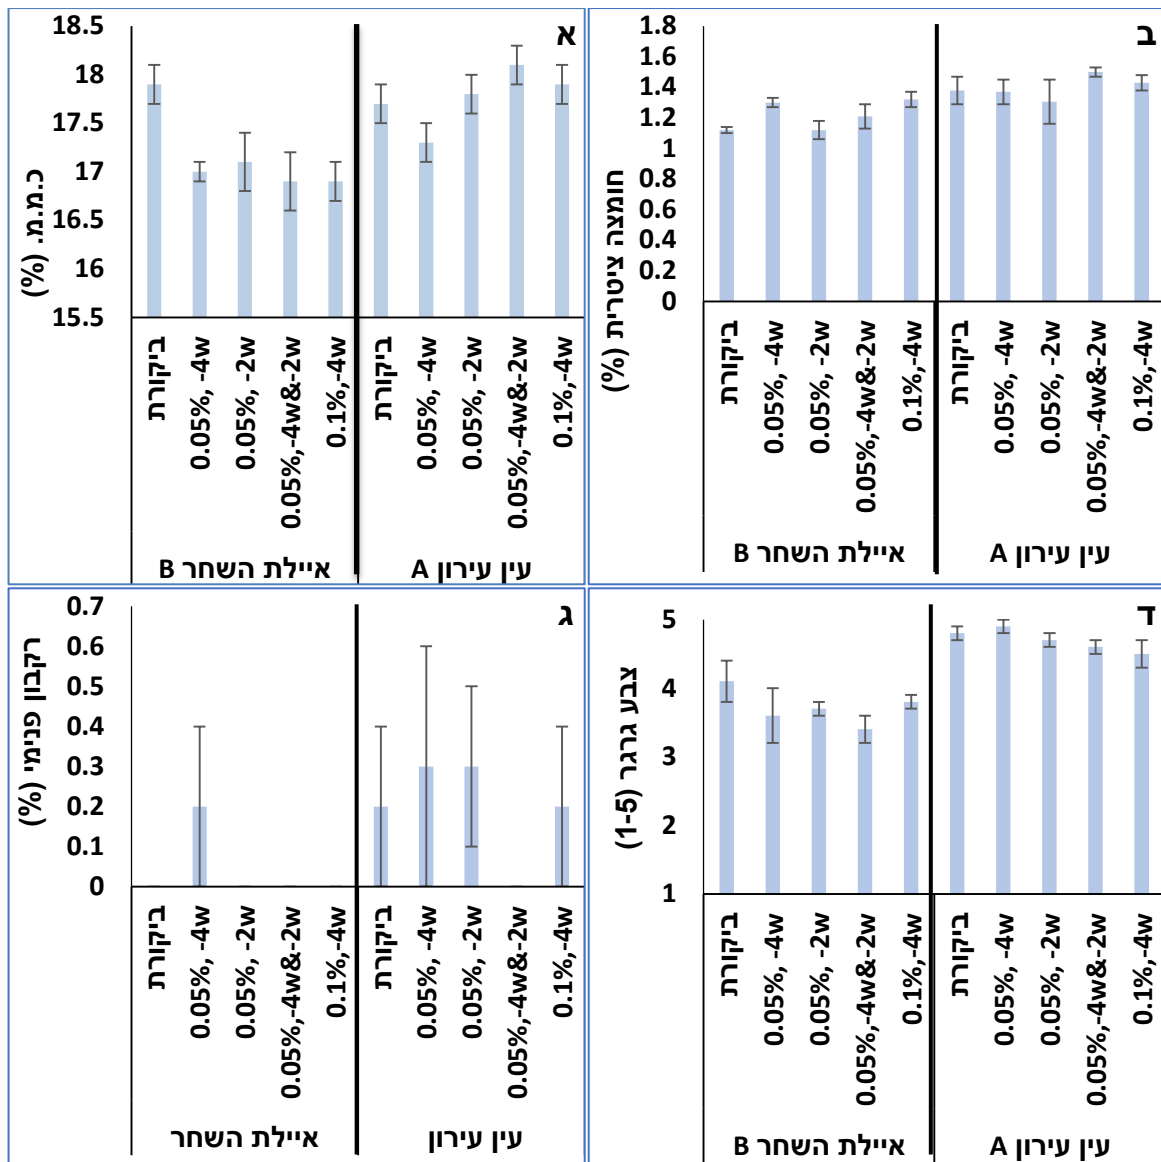 א
כ.מ.מ. (%)
18.5
18
17.5
17
16.5
16
15.5
ביקורת
0.05%, -4w
0.05%, -2w
0.05%,-4w&-2w
0.1%,-4w
ביקורת
0.05%, -4w
0.05%, -2w
0.05%,-4w&-2w
0.1%,-4w
איילת השחר B
עין עירון A
ב
חומצה ציטרית (%)
1.8
1.6
1.4
1.2
1
0.8
0.6
0.4
0.2
0
ביקורת
0.05%, -4w
0.05%, -2w
0.05%,-4w&-2w
0.1%,-4w
ביקורת
0.05%, -4w
0.05%, -2w
0.05%,-4w&-2w
0.1%,-4w
איילת השחר B
עין עירון A
ג
רקבון פנימי (%)
0.7
0.6
0.5
0.4
0.3
0.2
0.1
0
ביקורת
0.05%, -4w
0.05%, -2w
0.05%,-4w&-2w
0.1%,-4w
ביקורת
0.05%, -4w
0.05%, -2w
0.05%,-4w&-2w
0.1%,-4w
איילת השחר
עין עירון
ד
צבע גרגר (1-5)
5
4
3
2
1
ביקורת
0.05%, -4w
0.05%, -2w
0.05%,-4w&-2w
0.1%,-4w
ביקורת
0.05%, -4w
0.05%, -2w
0.05%,-4w&-2w
0.1%,-4w
איילת השחר B
עין עירון A